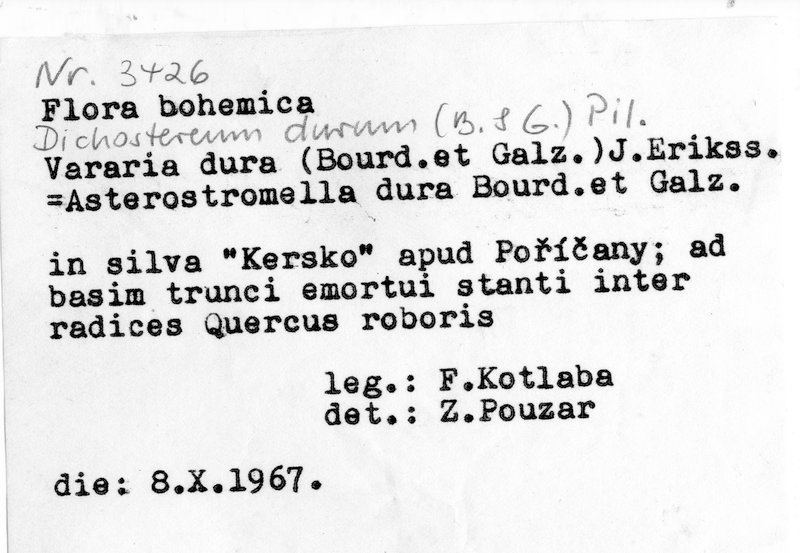 Nr. 3426
Flora bohemica
Dichostereum durum (B. & G.) Pil.
Vararia dura (Bourd.et Galz.)J.Erikss.
=Asterostromella dura Bourd.et Galz.
in silva "Kersko" apud Poříčany; ad
basim trunci emortui stanti inter
radices Quercus roboris
leg.: F.Kotlaba
det.: Z.Pouzar
die: 8.X.1967.